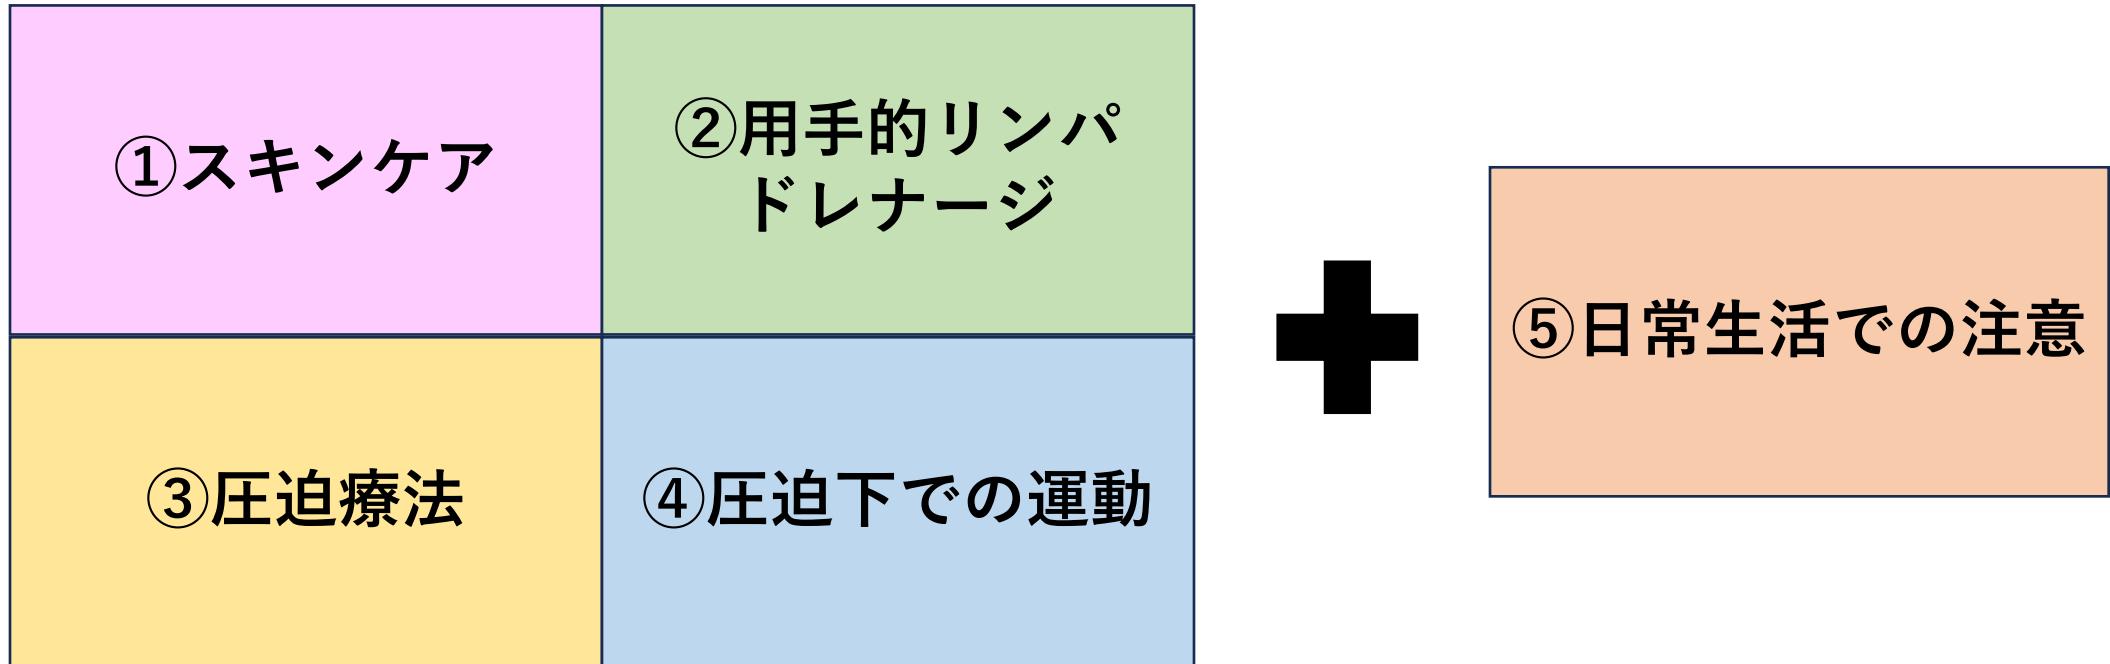 ①スキンケア
②用手的リンパ
ドレナージ
③圧迫療法
④圧迫下での運動
⑤日常生活での注意